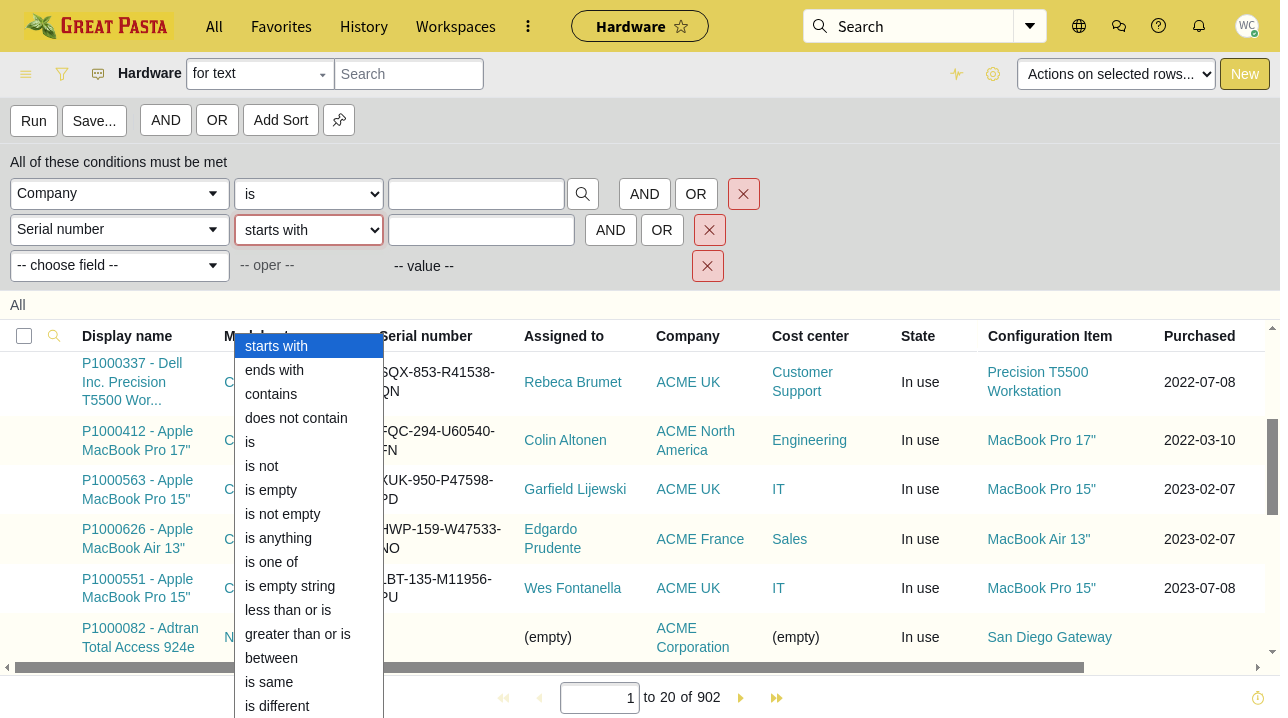 GREAT PASTA All Favorites History Workspaces Hardware Search WC
Hardware for text Search Actions on selected rows... New
Run Save... AND OR Add Sort
All of these conditions must be met
Company is AND OR
Serial number starts with AND OR
-- choose field -- -- oper -- -- value --
All
Display name Serial number Assigned to Company Cost center State Configuration Item Purchased
starts with
ends with
contains
does not contain
is
is not
is empty
is not empty
is anything
is one of
is empty string
less than or is
greater than or is
between
is same
is different
P1000337 - Dell
Inc. Precision
T5500 Wor...
SQX-853-R41538-
QN
Rebeca Brumet
ACME UK
Customer
Support
In use
Precision T5500
Workstation
2022-07-08
P1000412 - Apple
MacBook Pro 17"
FQC-294-U60540-
FN
Colin Altonen
ACME North
America
Engineering
In use
MacBook Pro 17"
2022-03-10
P1000563 - Apple
MacBook Pro 15"
XUK-950-P47598-
PD
Garfield Lijewski
ACME UK
IT
In use
MacBook Pro 15"
2023-02-07
P1000626 - Apple
MacBook Air 13"
HWP-159-W47533-
NO
Edgardo
Prudente
ACME France
Sales
In use
MacBook Air 13"
2023-02-07
P1000551 - Apple
MacBook Pro 15"
LBT-135-M11956-
PU
Wes Fontanella
ACME UK
IT
In use
MacBook Pro 15"
2023-07-08
P1000082 - Adtran
Total Access 924e
(empty)
ACME
Corporation
(empty)
In use
San Diego Gateway
1 to 20 of 902